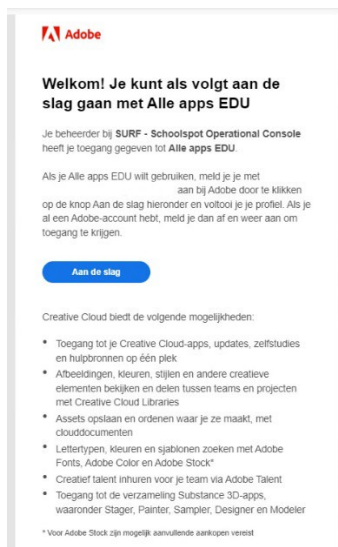 Adobe
Welkom! Je kunt als volgt aan de
slag gaan met Alle apps EDU
Je beheerder bij SURF - Schoolspot Operational Console
heeft je toegang gegeven tot Alle apps EDU.
Als je Alle apps EDU wilt gebruiken, meld je je met
aan bij Adobe door te klikken
op de knop Aan de slag hieronder en voltooi je je profiel. Als je
al een Adobe-account hebt, meld je dan af en weer aan om
toegang te krijgen.
Aan de slag
Creative Cloud biedt de volgende mogelijkheden:
• Toegang tot je Creative Cloud-apps, updates, zelfstudies
en hulpbronnen op één plek
• Afbeeldingen, kleuren, stijlen en andere creatieve
elementen bekijken en delen tussen teams en projecten
met Creative Cloud Libraries
• Assets opslaan en ordenen waar je ze maakt, met
clouddocumenten
• Lettertypen, kleuren en sjablonen zoeken met Adobe
Fonts, Adobe Color en Adobe Stock*
• Creatief talent inhuren voor je team via Adobe Talent
• Toegang tot de verzameling Substance 3D-apps,
waaronder Stager, Painter, Sampler, Designer en Modeler
* Voor Adobe Stock zijn mogelijk aanvullende aankopen vereist